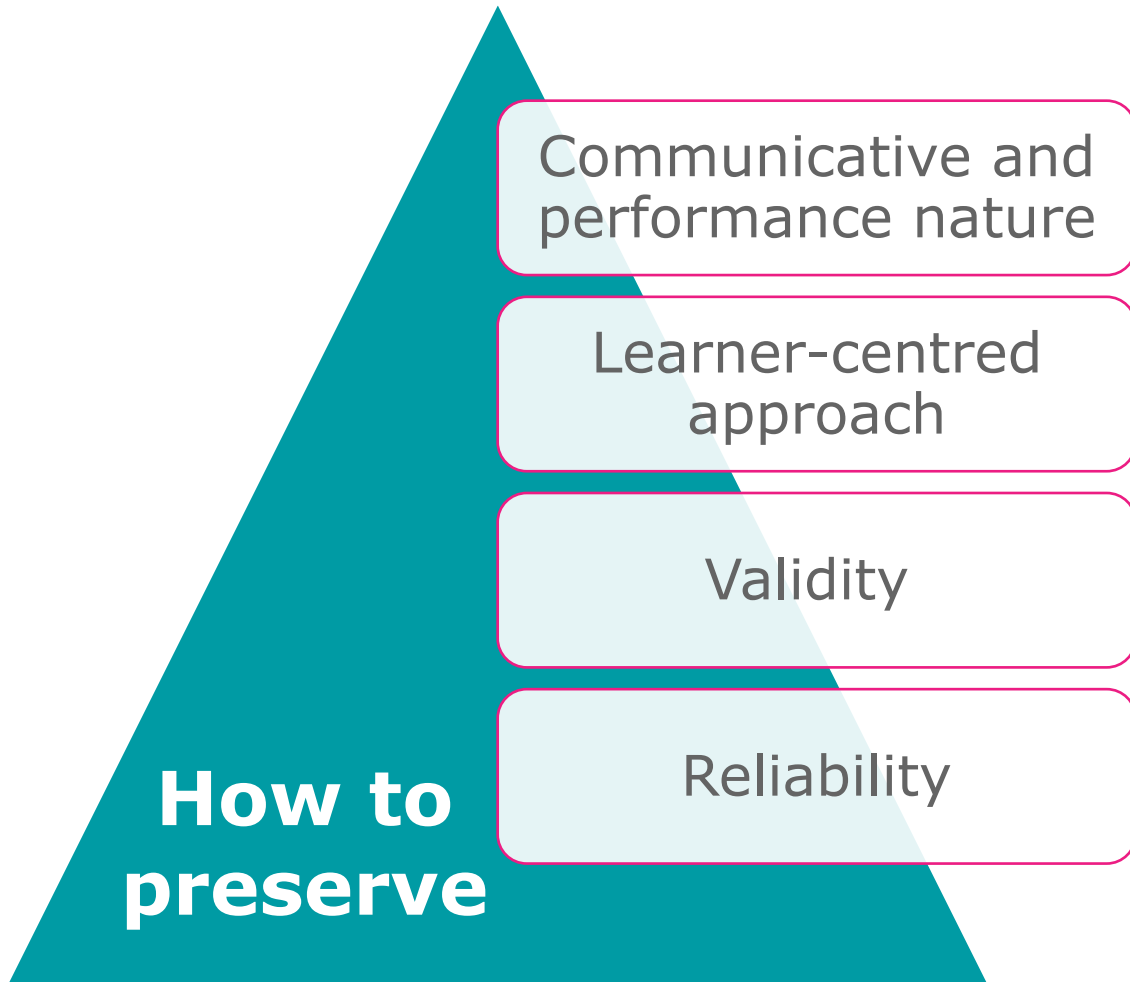 Communicative and
performance nature
Learner-centred
approach
Validity
Reliability
How to
preserve